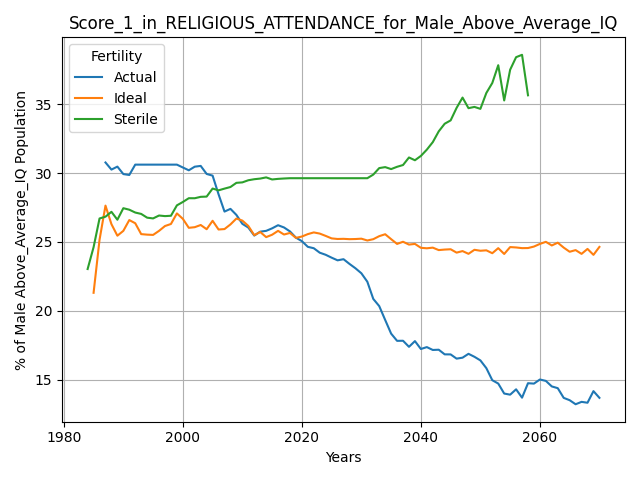 Score_1_in_RELIGIOUS_ATTENDANCE_for_Male_Above_Average_IQ
Fertility
Actual
Ideal
Sterile
% of Male Above_Average_IQ Population
35
30
25
20
15
1980
2000
2020
2040
2060
Years